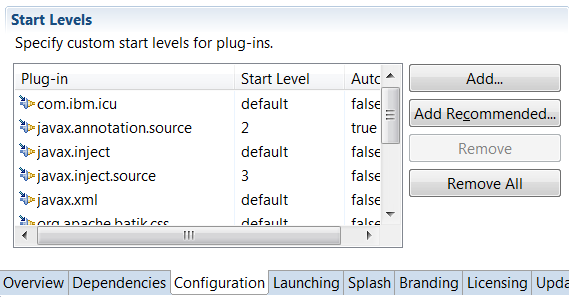 Start Levels
Specify custom start levels for plug-ins.
Plug-in Start Level Auto
com.ibm.icu default false
javax.annotation.source 2 true
javax.inject default false
javax.inject.source 3 false
javax.xml default false
org.apache.batik.css default false
Add...
Add Recommended...
Remove
Remove All
Overview Dependencies Configuration Launching Splash Branding Licensing Upda